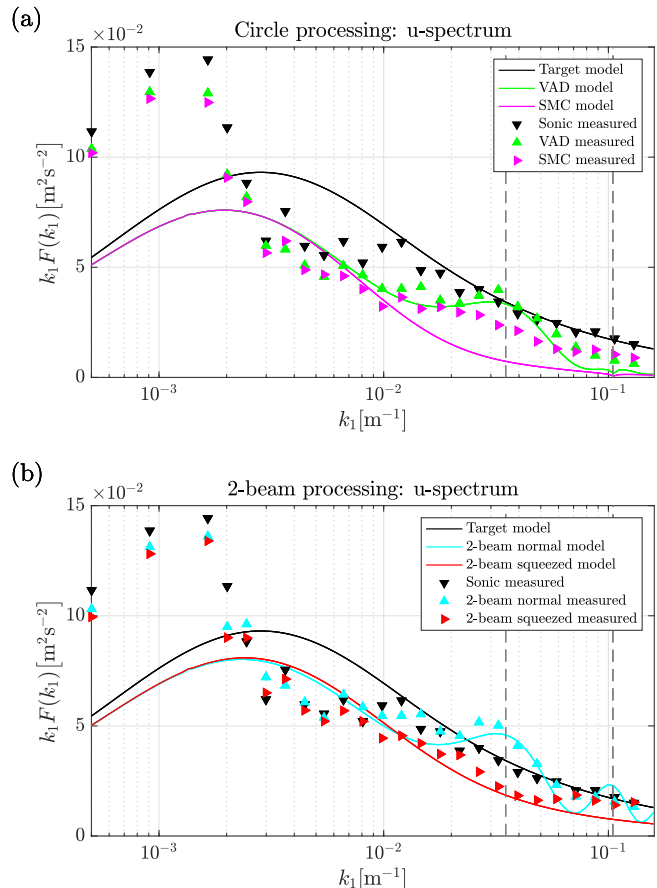 (a)
Circle processing: u-spectrum
×10⁻²
15
10
5
0
k₁F(k₁)[m²s⁻²]
Target model
VAD model
SMC model
Sonic measured
VAD measured
SMC measured
10⁻³
10⁻²
10⁻¹
k₁[m⁻¹]
(b)
2-beam processing: u-spectrum
×10⁻²
15
10
5
0
k₁F(k₁)[m²s⁻²]
Target model
2-beam normal model
2-beam squeezed model
Sonic measured
2-beam normal measured
2-beam squeezed measured
10⁻³
10⁻²
10⁻¹
k₁[m⁻¹]